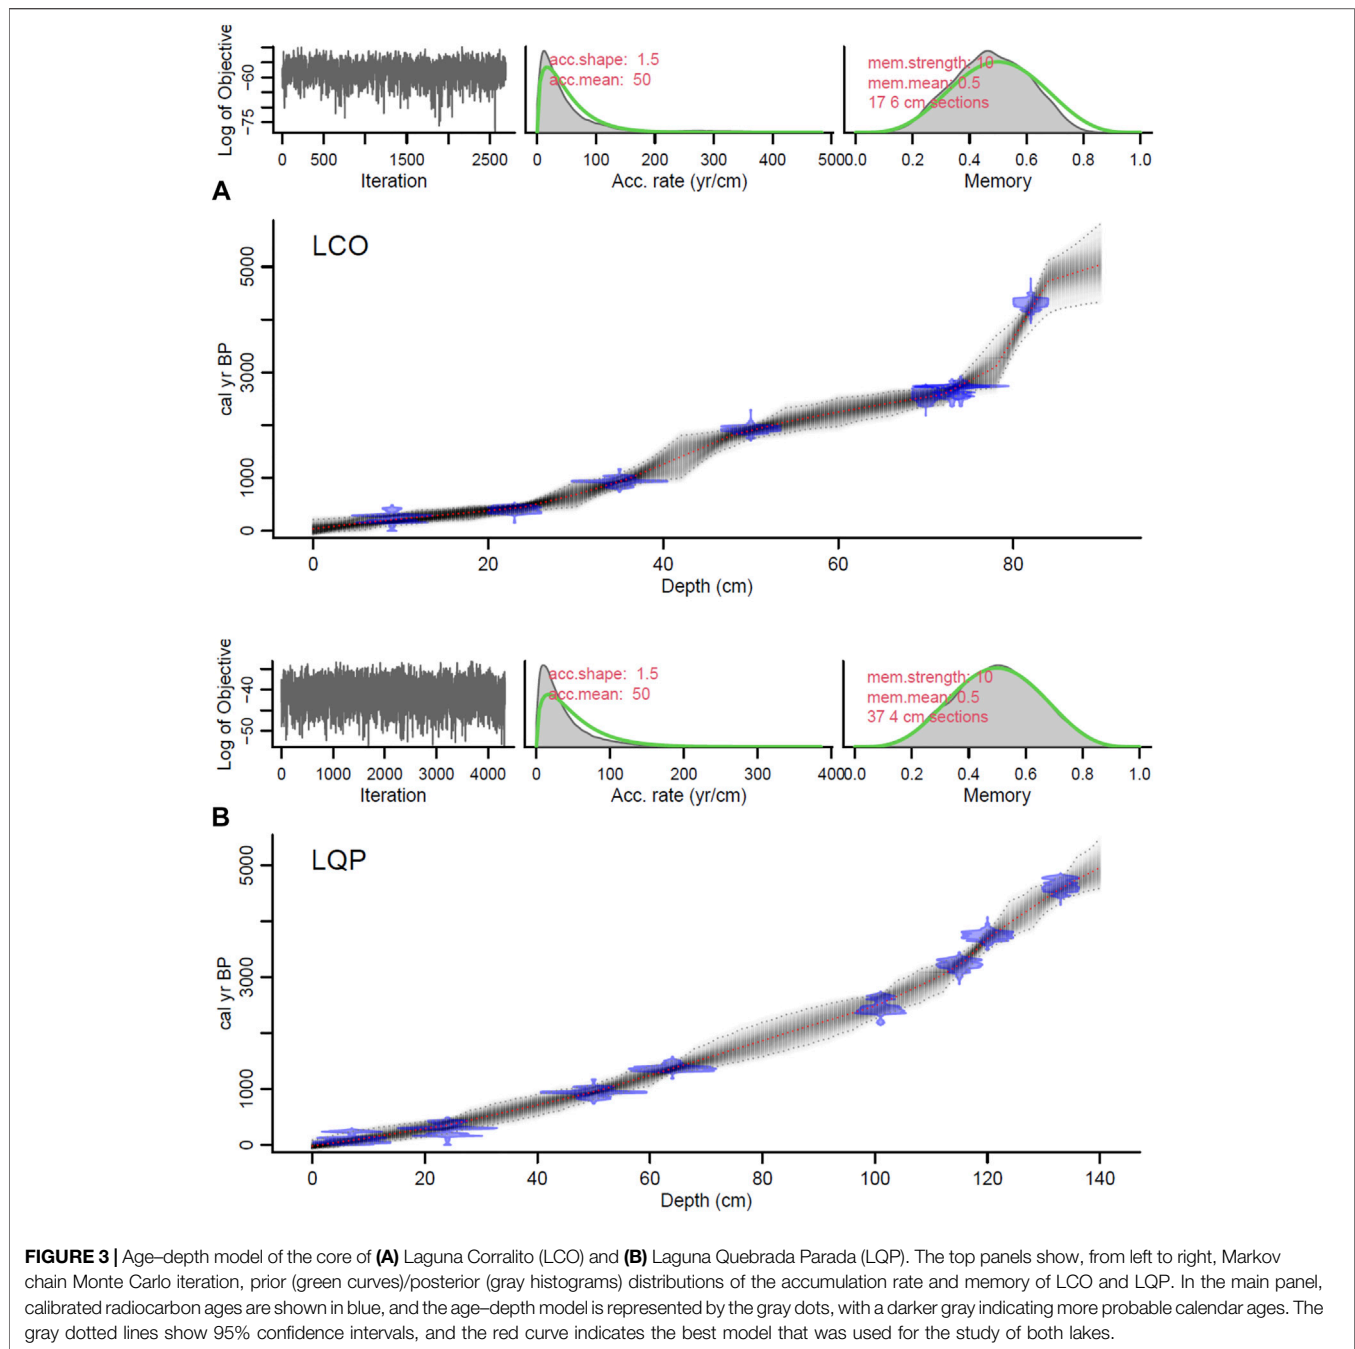 Log of Objective
−60
−75
0 500 1500 2500
Iteration
acc.shape: 1.5
acc.mean: 50
0 100 200 300 400 500
Acc. rate (yr/cm)
mem.strength: 10
mem.mean: 0.5
17 6 cm sections
0.0 0.2 0.4 0.6 0.8 1.0
Memory
A
LCO
cal yr BP
5000
3000
1000
0
0 20 40 60 80
Depth (cm)
Log of Objective
−40
−50
0 1000 2000 3000 4000
Iteration
acc.shape: 1.5
acc.mean: 50
0 100 200 300 400
Acc. rate (yr/cm)
mem.strength: 10
mem.mean: 0.5
37 4 cm sections
0.0 0.2 0.4 0.6 0.8 1.0
Memory
B
LQP
cal yr BP
5000
3000
1000
0
0 20 40 60 80 100 120 140
Depth (cm)
FIGURE 3 | Age–depth model of the core of (A) Laguna Corralito (LCO) and (B) Laguna Quebrada Parada (LQP). The top panels show, from left to right, Markov
chain Monte Carlo iteration, prior (green curves)/posterior (gray histograms) distributions of the accumulation rate and memory of LCO and LQP. In the main panel,
calibrated radiocarbon ages are shown in blue, and the age–depth model is represented by the gray dots, with a darker gray indicating more probable calendar ages. The
gray dotted lines show 95% confidence intervals, and the red curve indicates the best model that was used for the study of both lakes.